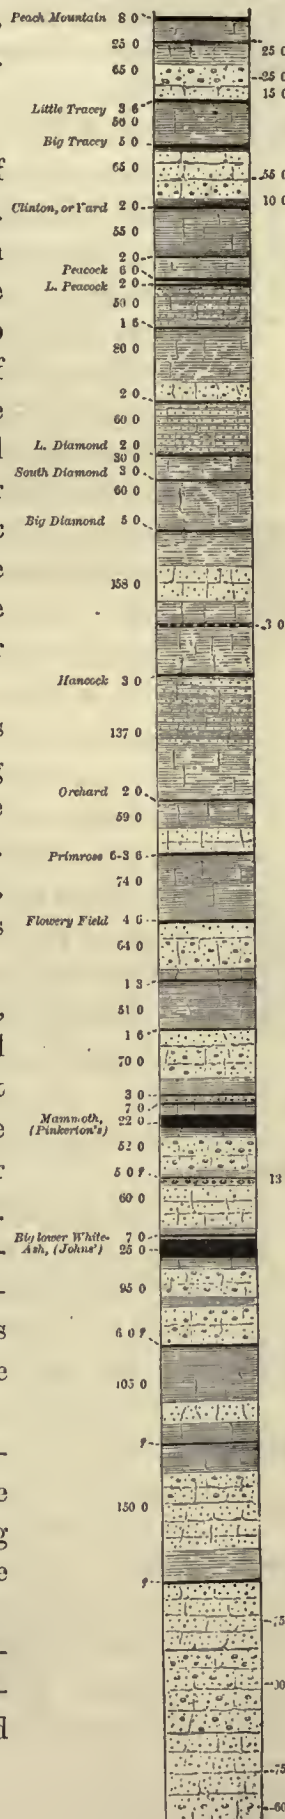 Peach Mountain 8 0
25 0
25 0
65 0
25 0
15 0
Little Tracey 3 6
50 0
Big Tracey 5 0
65 0
55 0
10 0
Clinton, or Yard 2 0
55 0
2 0
Peacock 6 0
L. Peacock 2 0
50 0
1 6
80 0
2 0
60 0
L. Diamond 2 0
30 0
South Diamond 3 0
60 0
Big Diamond 5 0
158 0
3 0
Hancock 3 0
137 0
Orchard 2 0
59 0
Primrose 6-3 6
74 0
Flowery Field 4 6
64 0
1 3
51 0
1 6
70 0
3 0
7 0
Mammoth, 22 0
(Pinkerton's)
52 0
5 0 ?
13
60 0
Big lower White- 7 0
Ash, (Johns') 25 0
95 0
6 0 ?
105 0
?
150 0
?
75
60